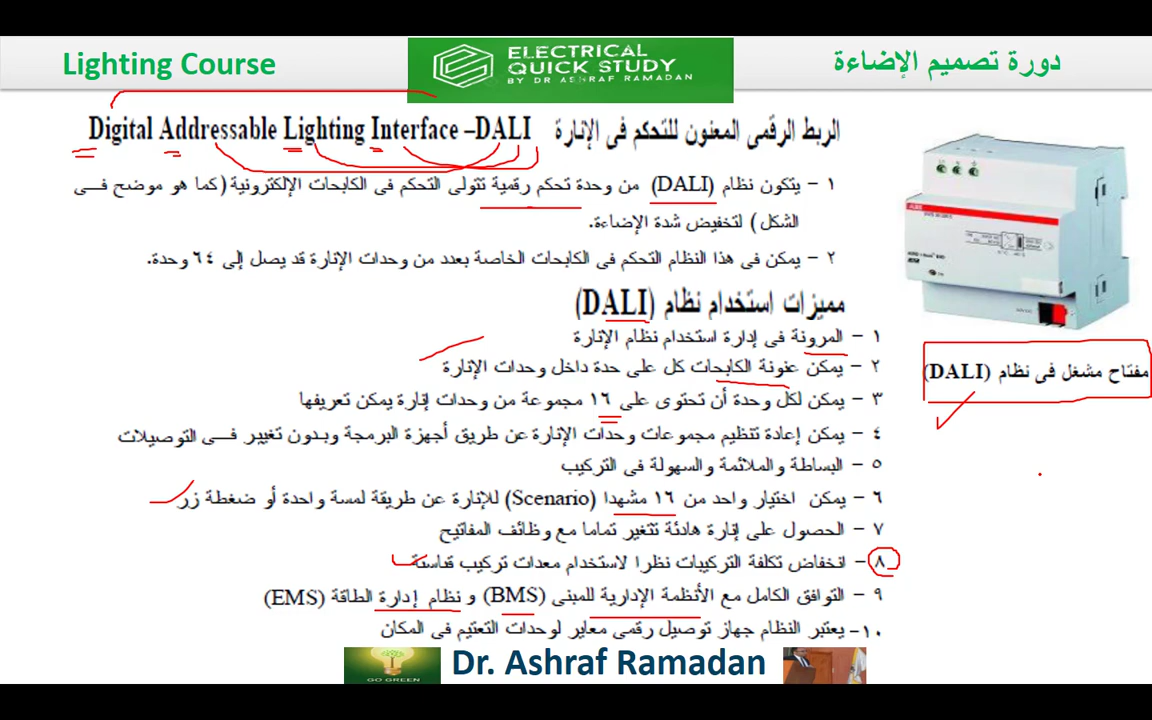 Lighting Course
ELECTRICAL
QUICK STUDY
BY DR ASHRAF RAMADAN
دورة تصميم الإضاءة
الربط الرقمى المعنون للتحكم فى الإنارة Digital Addressable Lighting Interface –DALI
١ – يتكون نظام (DALI) من وحدة تحكم رقمية تتولى التحكم فى الكابحات الإلكترونية (كما هو موضح فى
الشكل) لتخفيض شدة الإضاءة.
٢ – يمكن فى هذا النظام التحكم فى الكابحات الخاصة بعدد من وحدات الإنارة قد يصل إلى ٦٤ وحدة.
مميزات استخدام نظام (DALI)
١ – المرونة فى إدارة استخدام نظام الإنارة
٢ – يمكن عنونة الكابحات كل على حدة داخل وحدات الإنارة
٣ – يمكن لكل وحدة أن تحتوى على ١٦ مجموعة من وحدات إنارة يمكن تعريفها
٤ – يمكن إعادة تنظيم مجموعات وحدات الإنارة عن طريق أجهزة البرمجة وبدون تغيير فى التوصيلات
٥ – البساطة والملائمة والسهولة فى التركيب
٦ – يمكن اختيار واحد من ١٦ مشهدا (Scenario) للإنارة عن طريقة لمسة واحدة أو ضغطة زر
٧ – الحصول على إنارة هادئة تتغير تماما مع وظائف المفاتيح
٨ – انخفاض تكلفة التركيبات نظرا لاستخدام معدات تركيب قناسته
٩ – التوافق الكامل مع الأنظمة الإدارية للمبنى (BMS) و نظام إدارة الطاقة (EMS)
١٠– يعتبر النظام جهاز توصيل رقمى معاير لوحدات التعتيم فى المكان
ABB
مفتاح مشغل فى نظام (DALI)
GO GREEN
Dr. Ashraf Ramadan